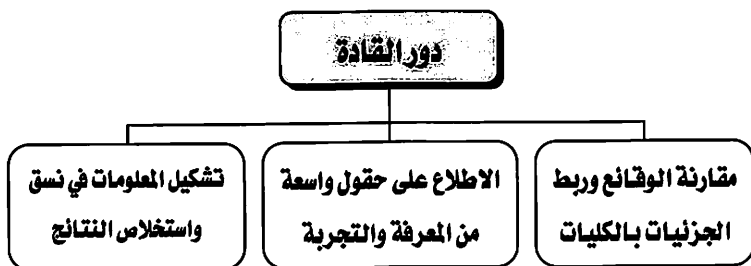 دور القادة
مقارنة الوقائع وربط
الجزئيات بالكليات
الاطلاع على حقول واسعة
من المعرفة والتجربة
تشكيل المعلومات في نسق
واستخلاص النتائج